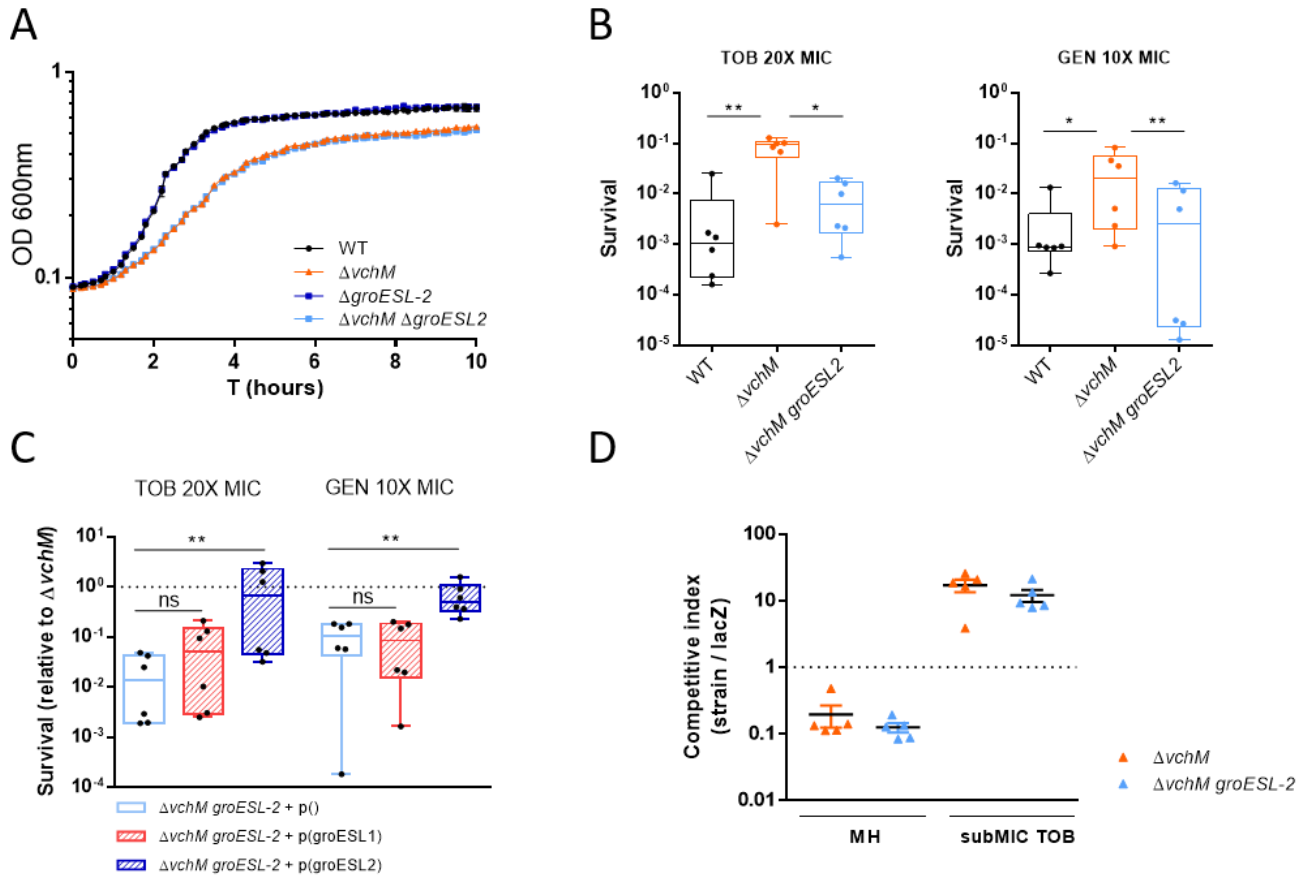 A
1
0.1
OD 600nm
0 2 4 6 8 10
T (hours)
WT
ΔvchM
ΔgroESL-2
ΔvchM ΔgroESL2
B
TOB 20X MIC
GEN 10X MIC
** *
* **
Survival
10⁰
10⁻¹
10⁻²
10⁻³
10⁻⁴
10⁻⁵
WT
ΔvchM
ΔvchM groESL2
Survival
10⁰
10⁻¹
10⁻²
10⁻³
10⁻⁴
10⁻⁵
WT
ΔvchM
ΔvchM groESL2
C
TOB 20X MIC GEN 10X MIC
Survival (relative to ΔvchM)
10¹
10⁰
10⁻¹
10⁻²
10⁻³
10⁻⁴
** **
ns ns
ΔvchM groESL-2 + p()
ΔvchM groESL-2 + p(groESL1)
ΔvchM groESL-2 + p(groESL2)
D
Competitive index
(strain / lacZ)
100
10
1
0.1
0.01
MH subMIC TOB
ΔvchM
ΔvchM groESL-2